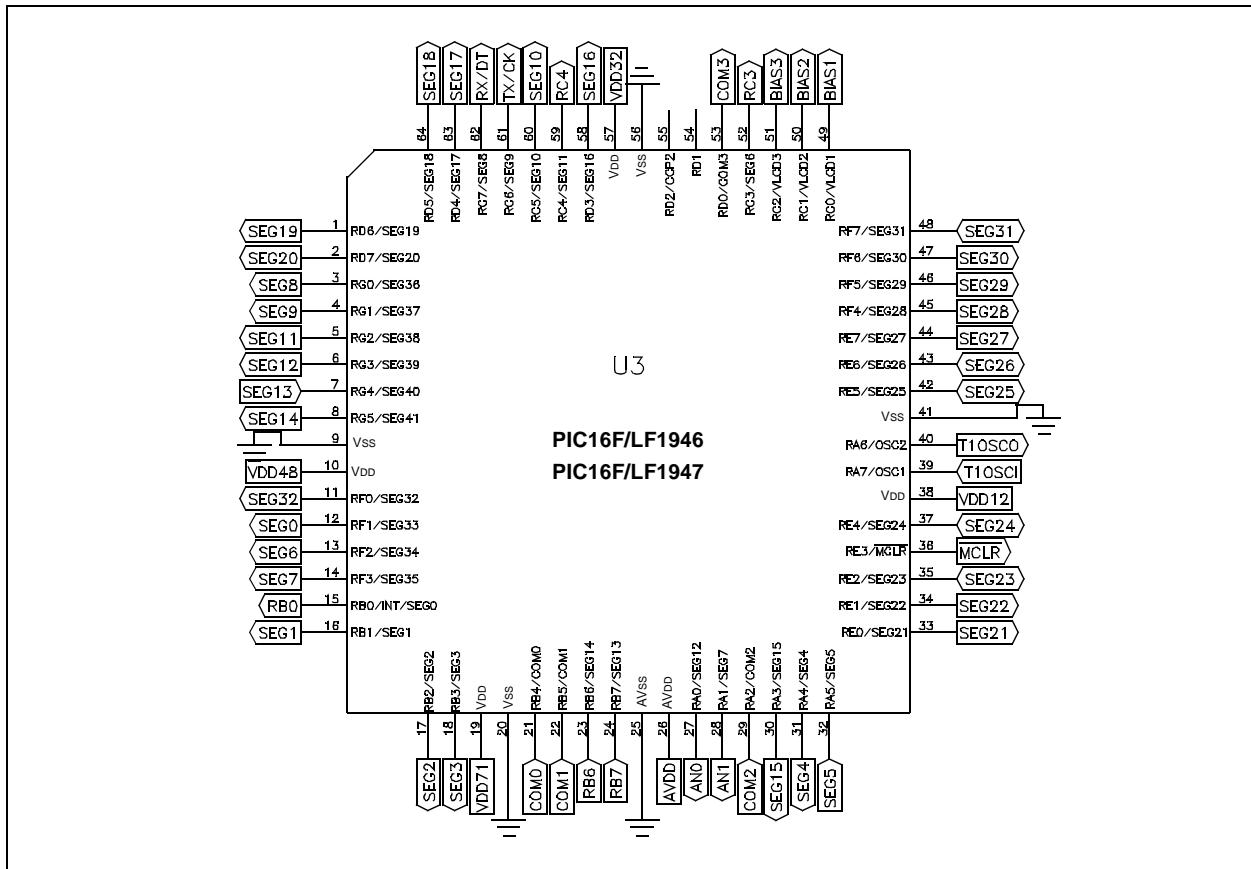 SEG18 SEG17 RX/DT TX/CK SEG10 RC4 SEG16 VDD32 COM3 RC3 BIAS3 BIAS2 BIAS1
64 63 62 61 60 59 58 57 56 55 54 53 52 51 50 49
RD5/SEG18 RD4/SEG17 RC7/SEG8 RC6/SEG9 RC5/SEG10 RC4/SEG11 RD3/SEG16 VDD VSS RD2/CCP2 RD1 RD0/COM3 RC3/SEG6 RC2/VLCD3 RC1/VLCD2 RC0/VLCD1
SEG19 1 RD6/SEG19 RF7/SEG31 48 SEG31
SEG20 2 RD7/SEG20 RF6/SEG30 47 SEG30
SEG8 3 RG0/SEG36 RF5/SEG29 46 SEG29
SEG9 4 RG1/SEG37 RF4/SEG28 45 SEG28
SEG11 5 RG2/SEG38 RE7/SEG27 44 SEG27
SEG12 6 RG3/SEG39 U3 RE6/SEG26 43 SEG26
SEG13 7 RG4/SEG40 RE5/SEG25 42 SEG25
SEG14 8 RG5/SEG41 VSS 41
9 VSS PIC16F/LF1946 RA6/OSC2 40 T1OSCO
VDD48 10 VDD PIC16F/LF1947 RA7/OSC1 39 T1OSCI
SEG32 11 RF0/SEG32 VDD 38 VDD12
SEG0 12 RF1/SEG33 RE4/SEG24 37 SEG24
SEG6 13 RF2/SEG34 RE3/MCLR 36 MCLR
SEG7 14 RF3/SEG35 RE2/SEG23 35 SEG23
RB0 15 RB0/INT/SEG0 RE1/SEG22 34 SEG22
SEG1 16 RB1/SEG1 RE0/SEG21 33 SEG21
RB2/SEG2 RB3/SEG3 VDD VSS RB4/COM0 RB5/COM1 RB6/SEG14 RB7/SEG13 AVSS AVDD RA0/SEG12 RA1/SEG7 RA2/COM2 RA3/SEG15 RA4/SEG4 RA5/SEG5
17 18 19 20 21 22 23 24 25 26 27 28 29 30 31 32
SEG2 SEG3 VDD71 COM0 COM1 RB6 RB7 AVDD AN0 AN1 COM2 SEG15 SEG4 SEG5